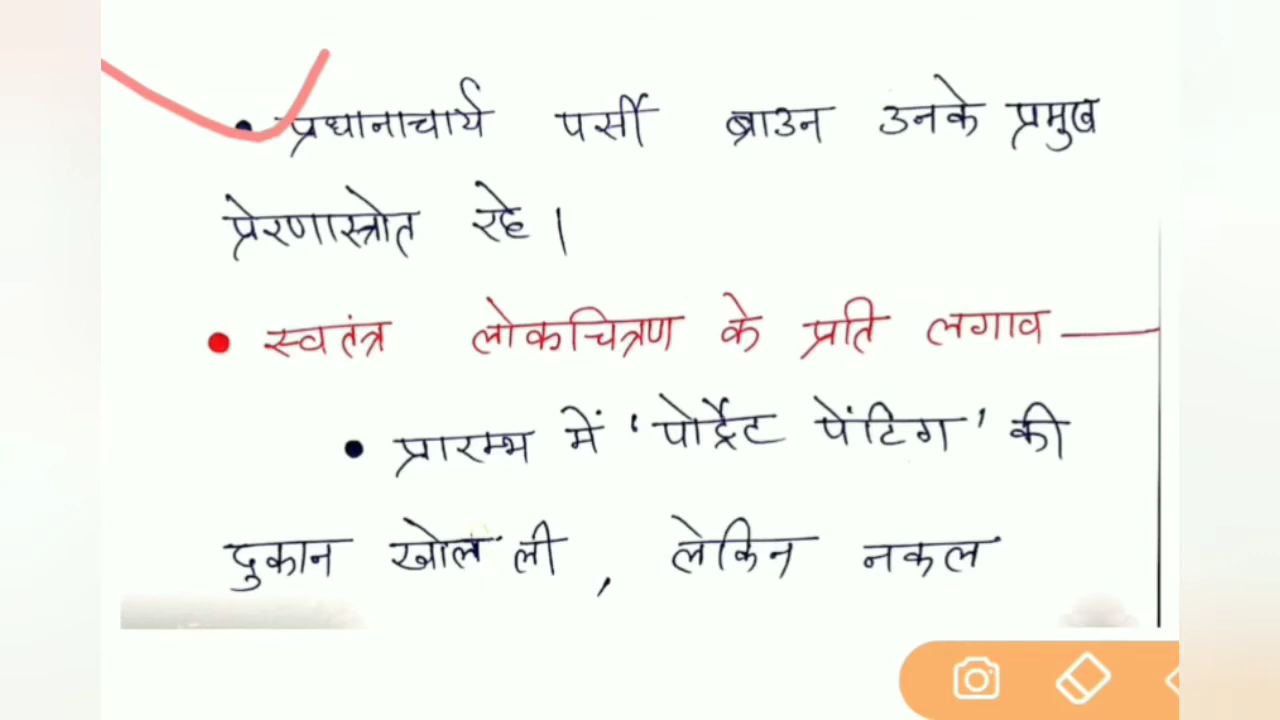 • प्रधानाचार्य पर्सी ब्राउन उनके प्रमुख
प्रेरणास्त्रोत रहे।
• स्वतंत्र लोकचित्रण के प्रति लगाव —
• प्रारम्भ में 'पोर्ट्रेट पेंटिग' की
दुकान खोल ली, लेकिन नकल